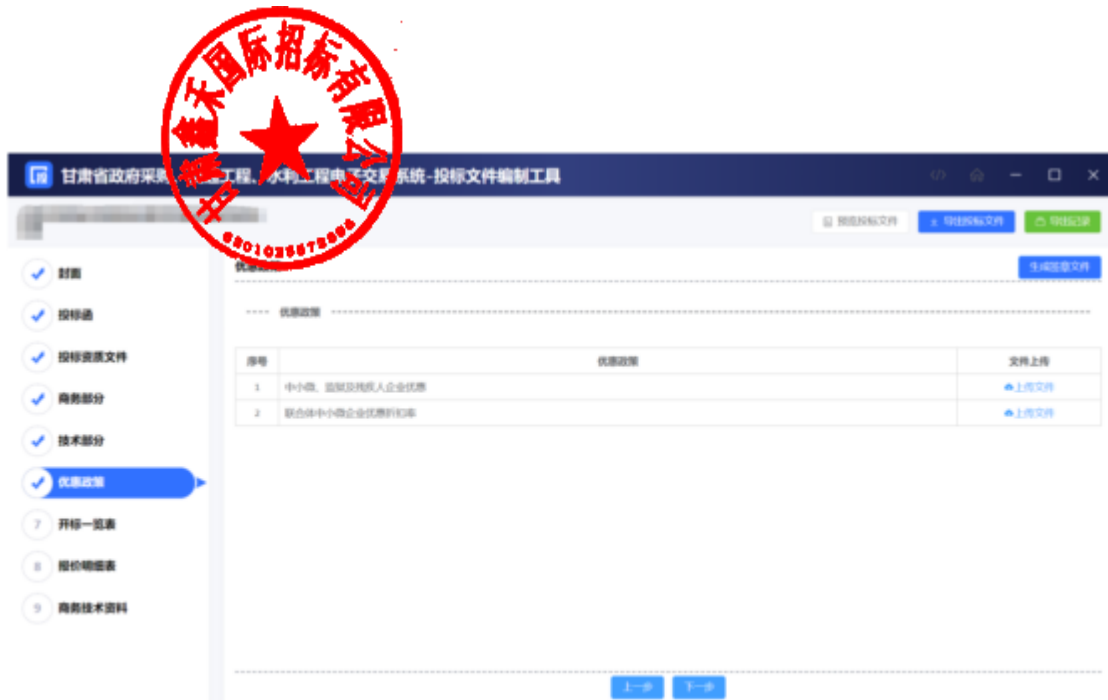 甘肃鑫禾国际招标有限公司
甘肃省政府采购
工程、水利工程电子交易系统-投标文件编制工具
预览投标文件
导出投标文件
导出记录
封面
投标函
投标资质文件
商务部分
技术部分
优惠政策
7 开标一览表
8 报价明细表
9 商务技术资料
优惠政策
生成签章文件
优惠政策
序号 优惠政策 文件上传
1 中小微、监狱及残疾人企业优惠 上传文件
2 联合体中小微企业优惠折扣率 上传文件
上一步 下一步